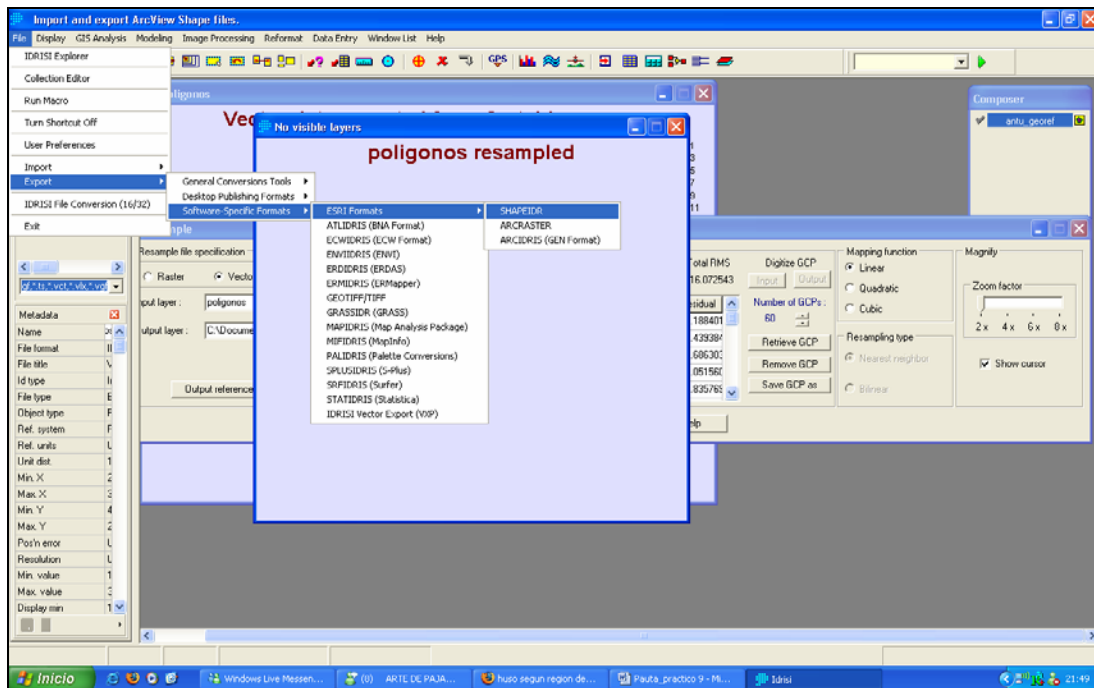 Import and export ArcView Shape files.
File Display GIS Analysis Modeling Image Processing Reformat Data Entry Window List Help
IDRISI Explorer
Collection Editor
Run Macro
Turn Shortcut Off
User Preferences
Import
Export
IDRISI File Conversion (16/32)
Exit
General Conversions Tools
Desktop Publishing Formats
Software-Specific Formats
ESRI Formats
ATLIDRIS (BNA Format)
ECWIDRIS (ECW Format)
ENVIIDRIS (ENVI)
ERDIDRIS (ERDAS)
ERMIDRIS (ERMapper)
GEOTIFF/TIFF
GRASSIDR (GRASS)
MAPIDRIS (Map Analysis Package)
MIFIDRIS (MapInfo)
PALIDRIS (Palette Conversions)
SPLUSIDRIS (S-Plus)
SRFIDRIS (Surfer)
STATIDRIS (Statistica)
IDRISI Vector Export (VXP)
SHAPEIDR
ARCRASTER
ARCIDRIS (GEN Format)
GPS
No visible layers
poligonos resampled
Composer
antu_georef
Resample file specification
Raster
poligonos
C:\Docume
Output reference
16.072543
Digitize GCP
Input Output
Number of GCPs :
60
Retrieve GCP
Remove GCP
Save GCP as
Mapping function
Linear
Quadratic
Cubic
Resampling type
Nearest neighbor
Bilinear
Magnify
Zoom factor
2x 4x 6x 8x
Show cursor
Metadata
Name
File format
File title
Id type
File type
Object type
Ref. system
Ref. units
Unit dist.
Min. X
Max. X
Min. Y
Max. Y
Pos'n error
Resolution
Min. value
Max. value
Display min
Inicio
Windows Live Messen...
(0) ARTE DE PAJA...
huso segun region de...
Pauta_practico 9 - Mi...
Idrisi
21:49